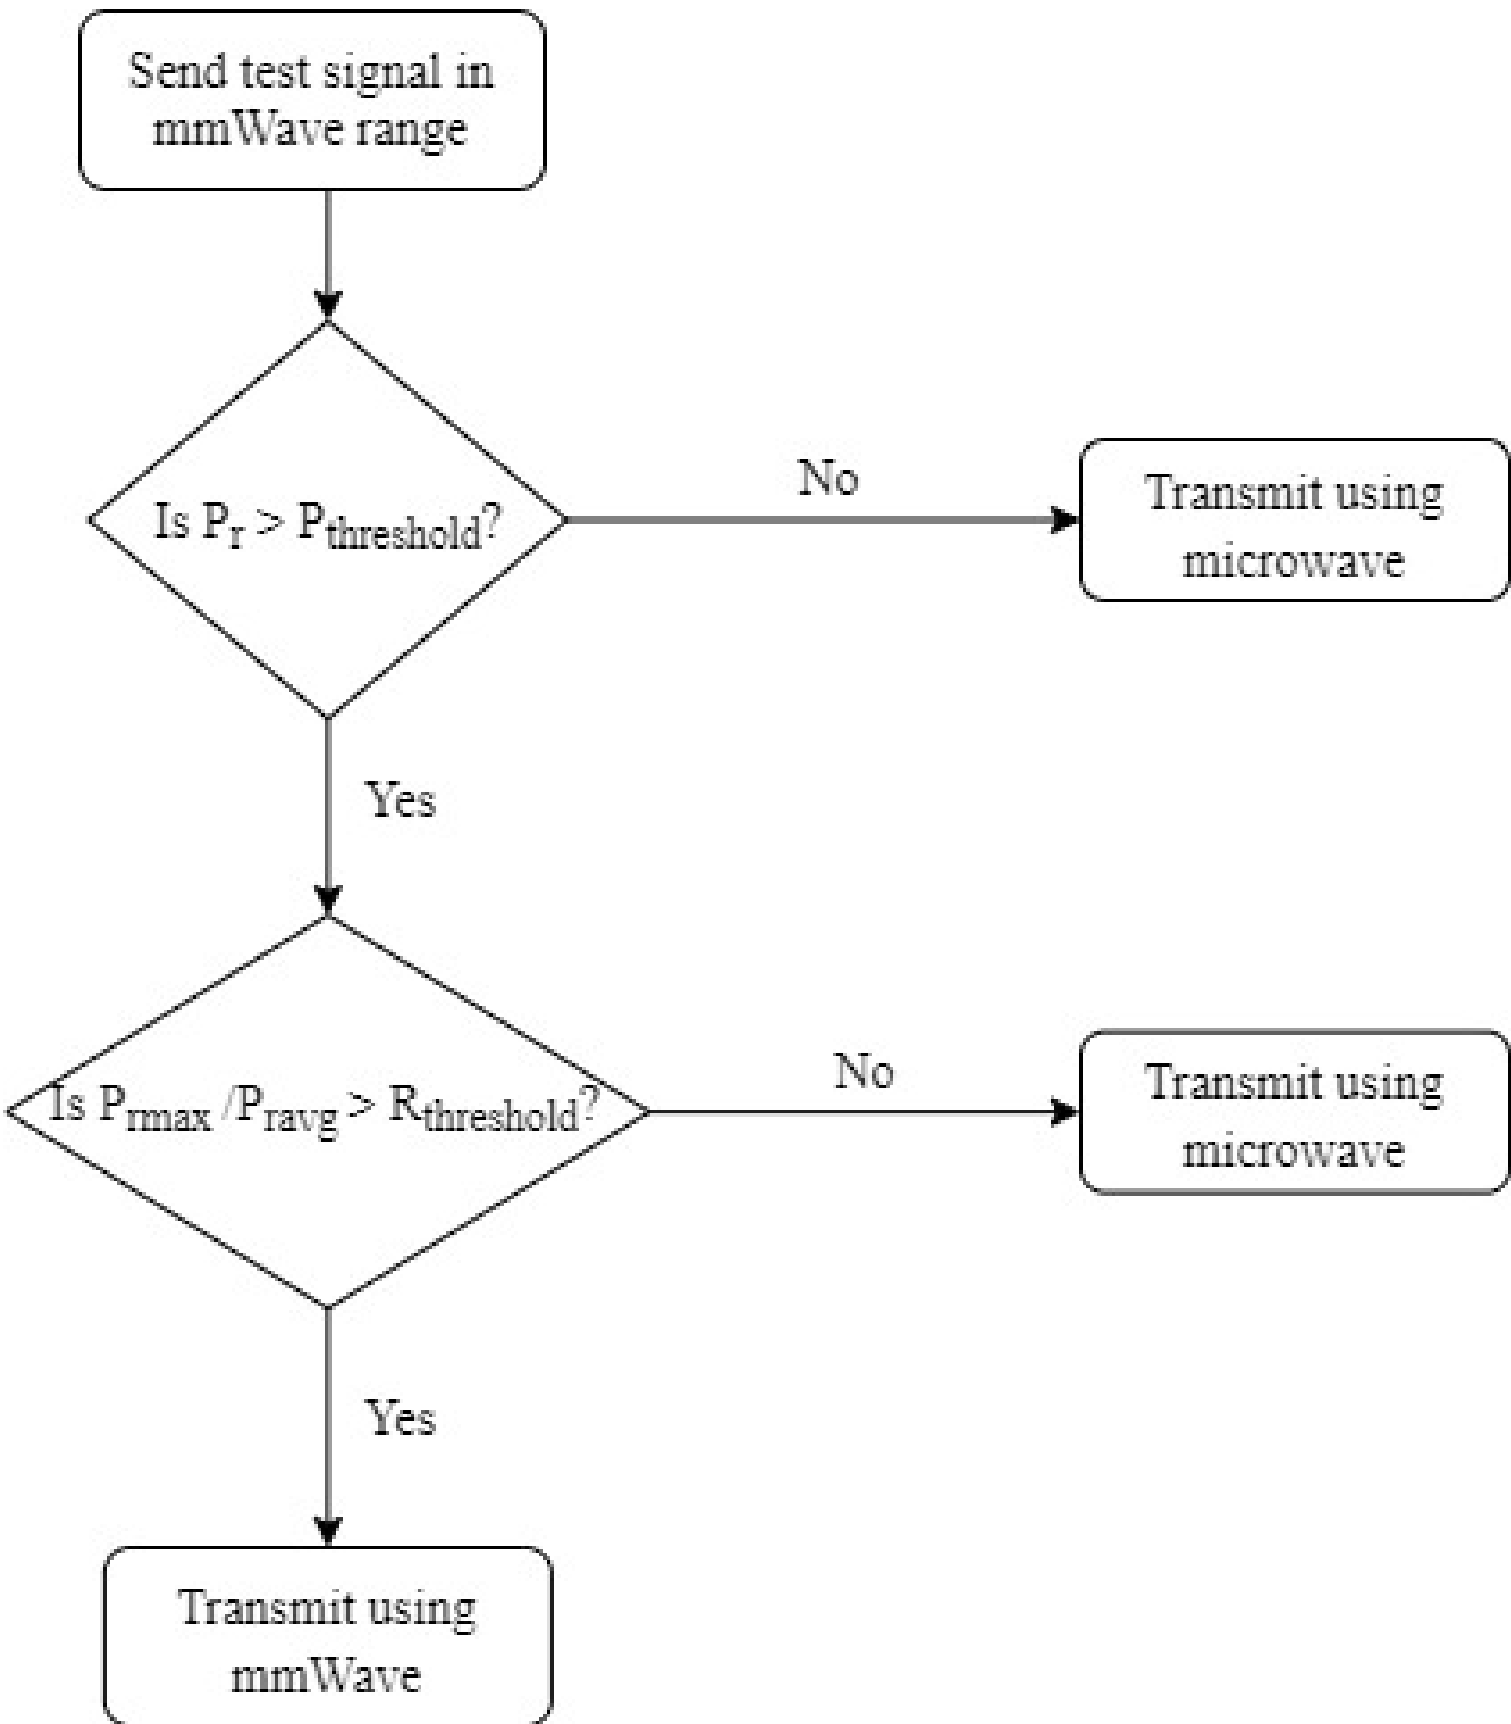 Send test signal in
mmWave range
Is Pr > Pthreshold?
No
Transmit using
microwave
Yes
Is Prmax /Pravg > Rthreshold?
No
Transmit using
microwave
Yes
Transmit using
mmWave